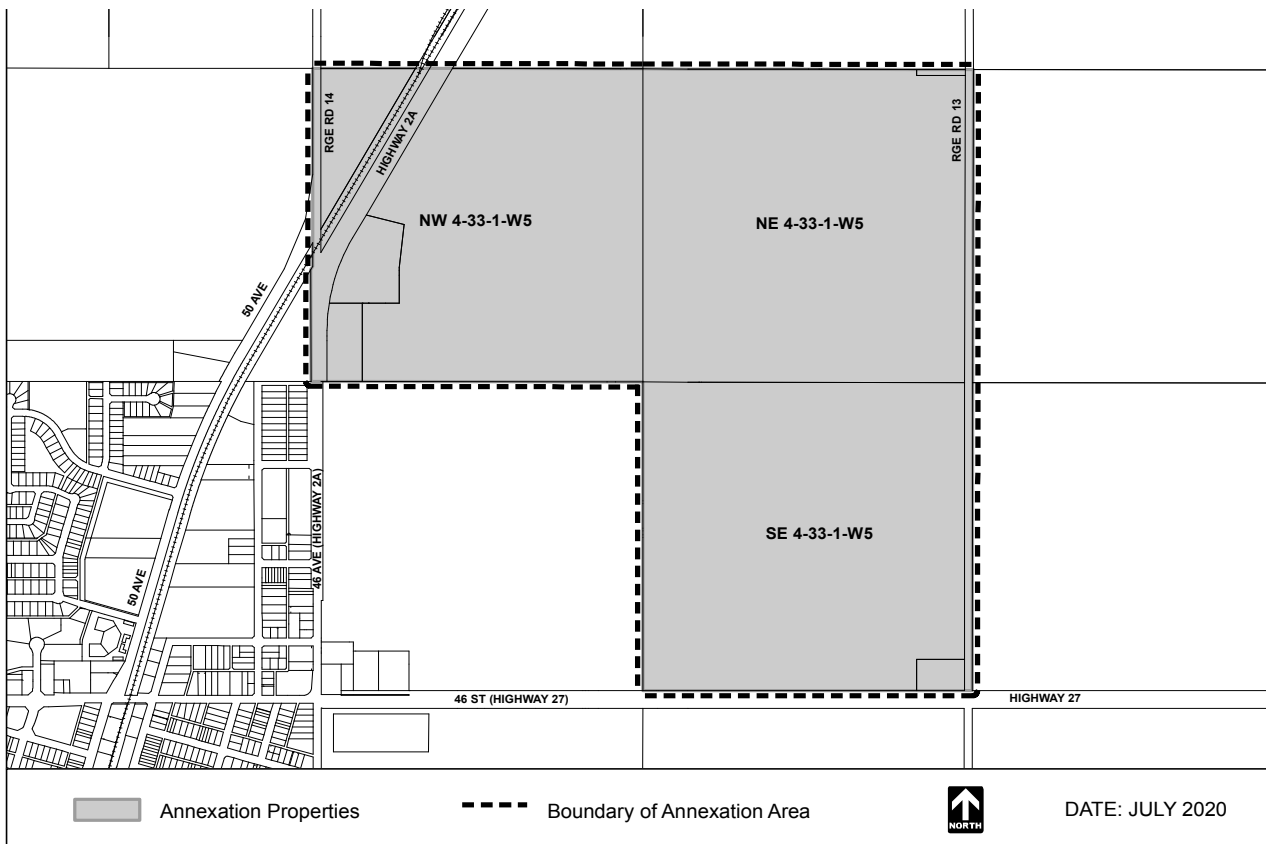 RGE RD 14
HIGHWAY 2A
RGE RD 13
NW 4-33-1-W5
NE 4-33-1-W5
50 AVE
SE 4-33-1-W5
46 AVE (HIGHWAY 2A)
50 AVE
46 ST (HIGHWAY 27)
HIGHWAY 27
Annexation Properties
Boundary of Annexation Area
NORTH
DATE: JULY 2020